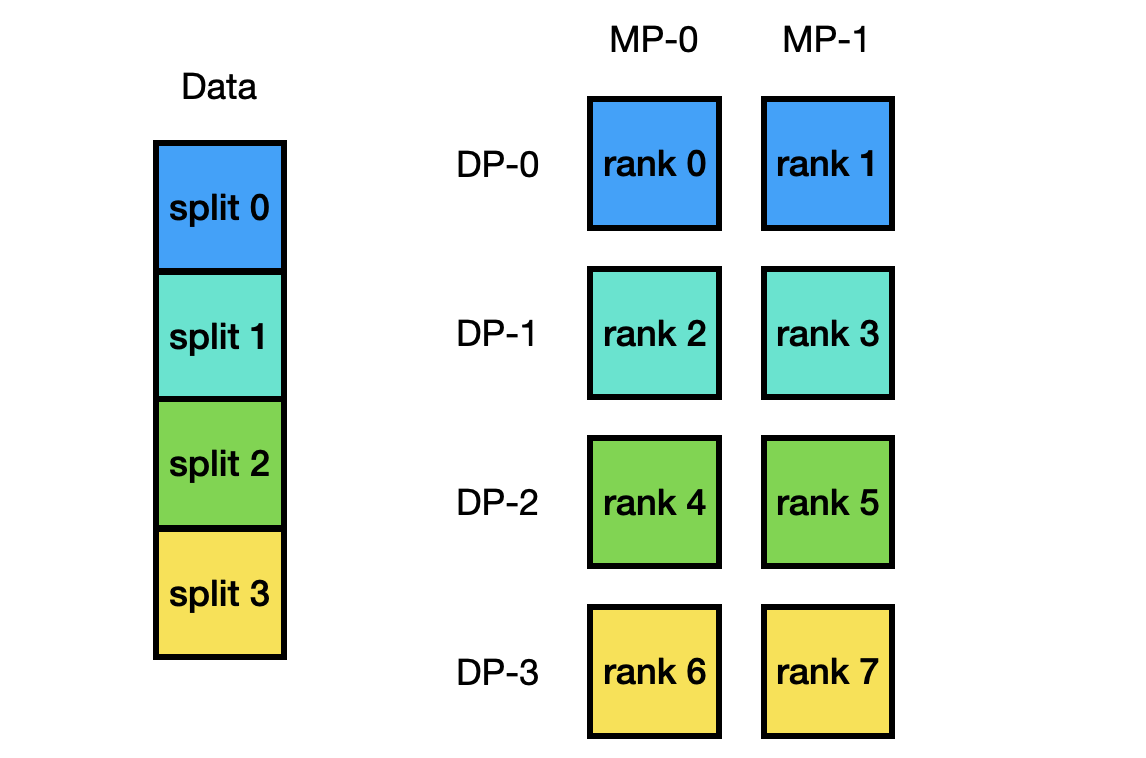 Data
split 0
split 1
split 2
split 3
MP-0 MP-1
DP-0 rank 0 rank 1
DP-1 rank 2 rank 3
DP-2 rank 4 rank 5
DP-3 rank 6 rank 7